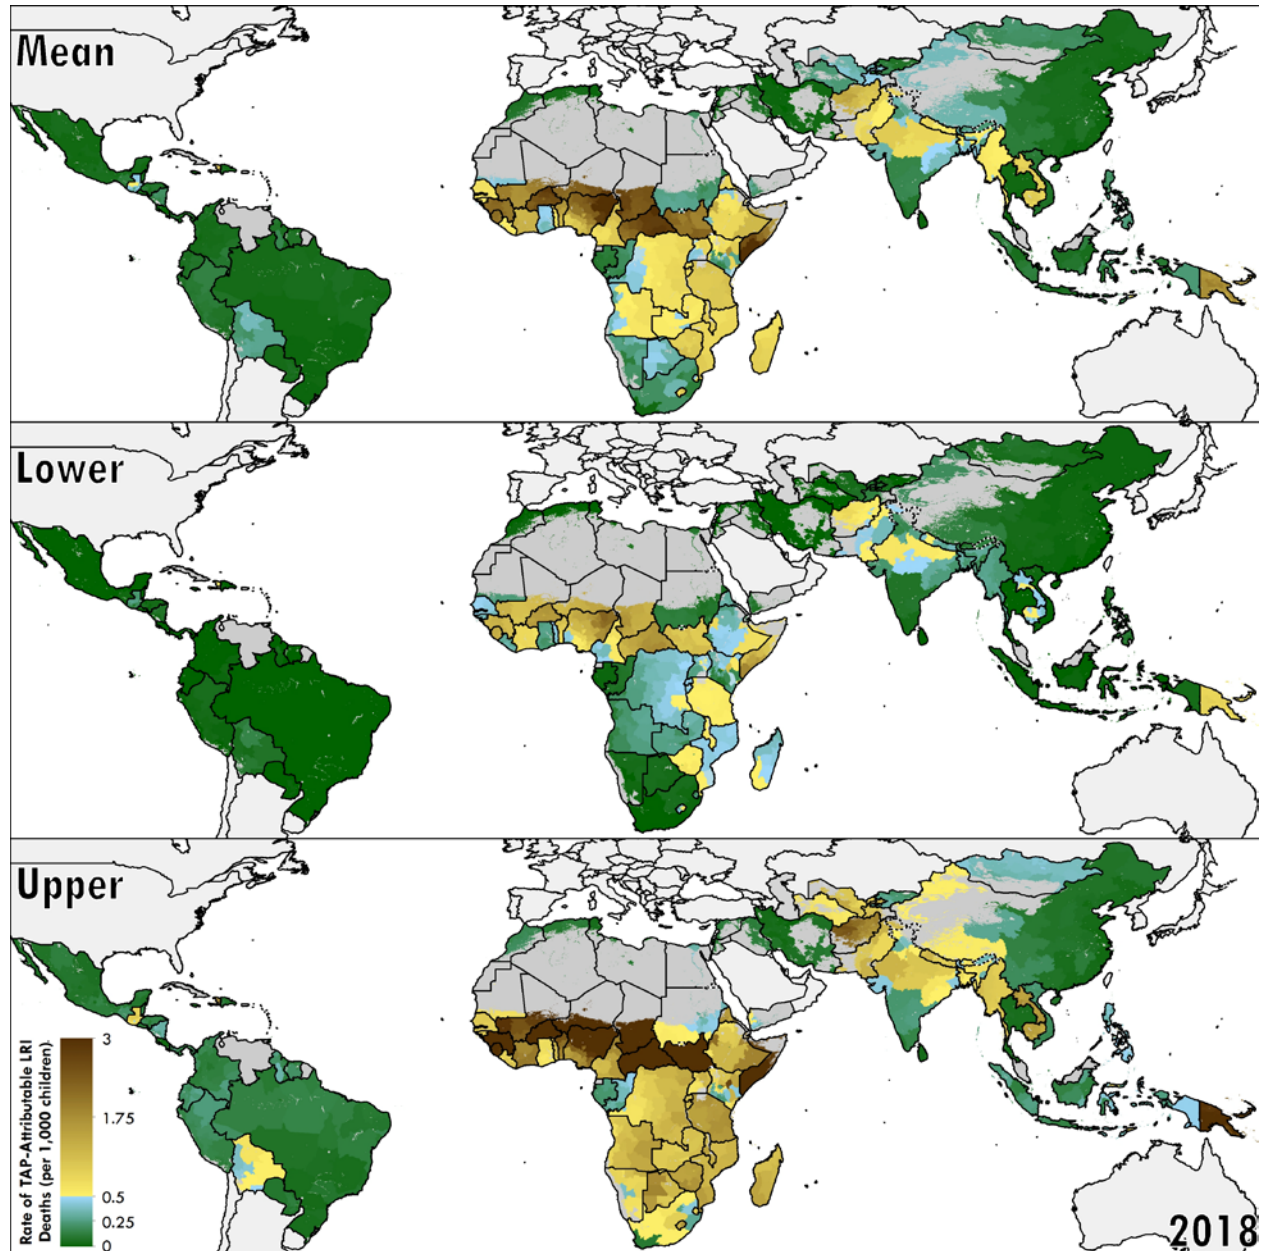 Mean
Lower
Upper
Rate of TAP-Attributable LRI
Deaths (per 1,000 children)
3
1.75
0.5
0.25
0
2018